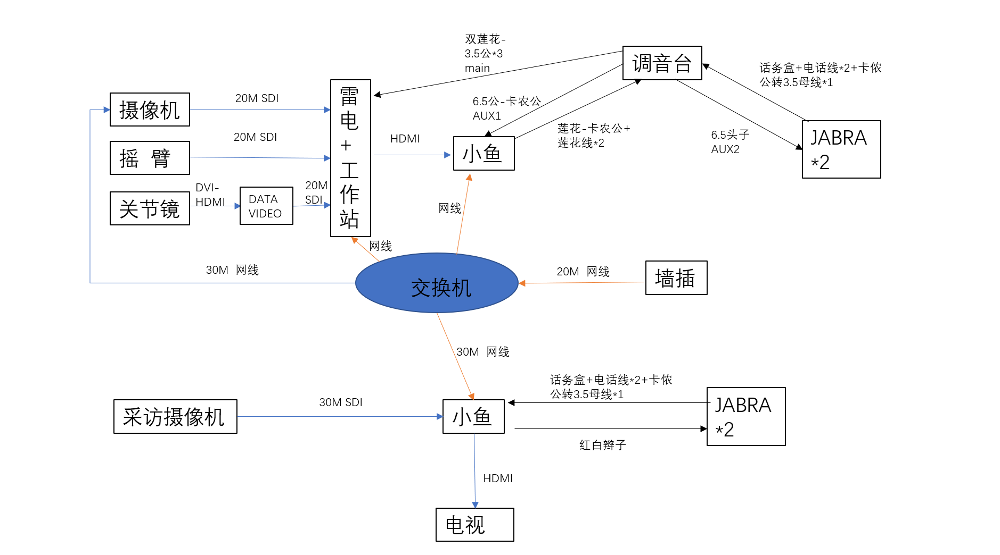 双莲花-
3.5公*3
main
调音台
话务盒+电话线*2+卡侬
公转3.5母线*1
摄像机
20M SDI
雷
电
+
工
作
站
6.5公-卡农公
AUX1
莲花-卡农公+
莲花线*2
6.5头子
AUX2
JABRA
*2
摇 臂
20M SDI
HDMI
小鱼
关节镜
DVI-
HDMI
DATA
VIDEO
20M
SDI
网线
网线
30M 网线
交换机
20M 网线
墙插
30M 网线
采访摄像机
30M SDI
小鱼
话务盒+电话线*2+卡侬
公转3.5母线*1
JABRA
*2
红白辫子
HDMI
电视